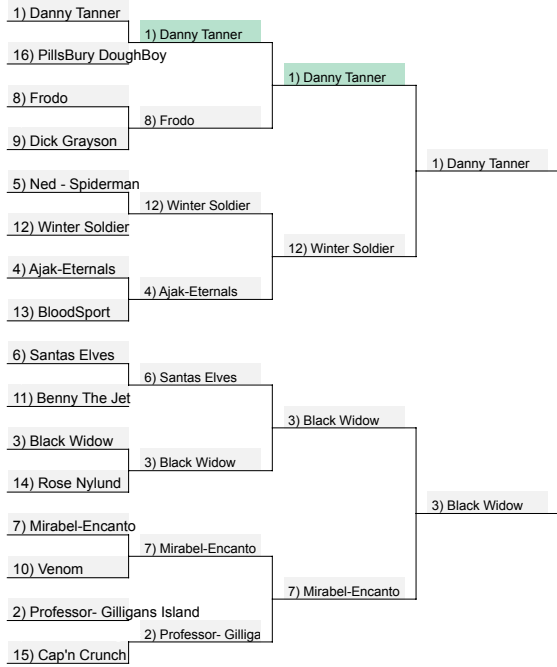 1) Danny Tanner
16) PillsBury DoughBoy
8) Frodo
9) Dick Grayson
5) Ned - Spiderman
12) Winter Soldier
4) Ajak-Eternals
13) BloodSport
6) Santas Elves
11) Benny The Jet
3) Black Widow
14) Rose Nylund
7) Mirabel-Encanto
10) Venom
2) Professor- Gilligans Island
15) Cap'n Crunch
1) Danny Tanner
8) Frodo
12) Winter Soldier
4) Ajak-Eternals
6) Santas Elves
3) Black Widow
7) Mirabel-Encanto
2) Professor- Gilliga
1) Danny Tanner
12) Winter Soldier
3) Black Widow
7) Mirabel-Encanto
1) Danny Tanner
3) Black Widow